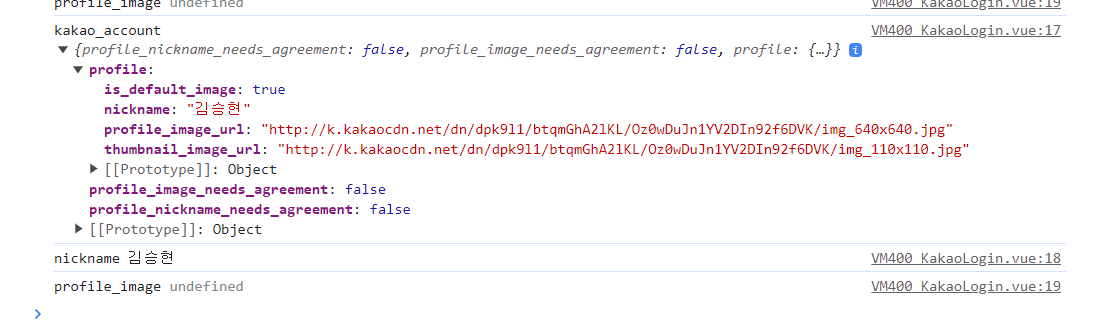 profile_image undefined VM400 KakaoLogin.vue:19
kakao_account VM400 KakaoLogin.vue:17
{profile_nickname_needs_agreement: false, profile_image_needs_agreement: false, profile: {…}} i
profile:
is_default_image: true
nickname: "김승현"
profile_image_url: "http://k.kakaocdn.net/dn/dpk9l1/btqmGhA2lKL/Oz0wDuJn1YV2DIn92f6DVK/img_640x640.jpg"
thumbnail_image_url: "http://k.kakaocdn.net/dn/dpk9l1/btqmGhA2lKL/Oz0wDuJn1YV2DIn92f6DVK/img_110x110.jpg"
[[Prototype]]: Object
profile_image_needs_agreement: false
profile_nickname_needs_agreement: false
[[Prototype]]: Object
nickname 김승현 VM400 KakaoLogin.vue:18
profile_image undefined VM400 KakaoLogin.vue:19